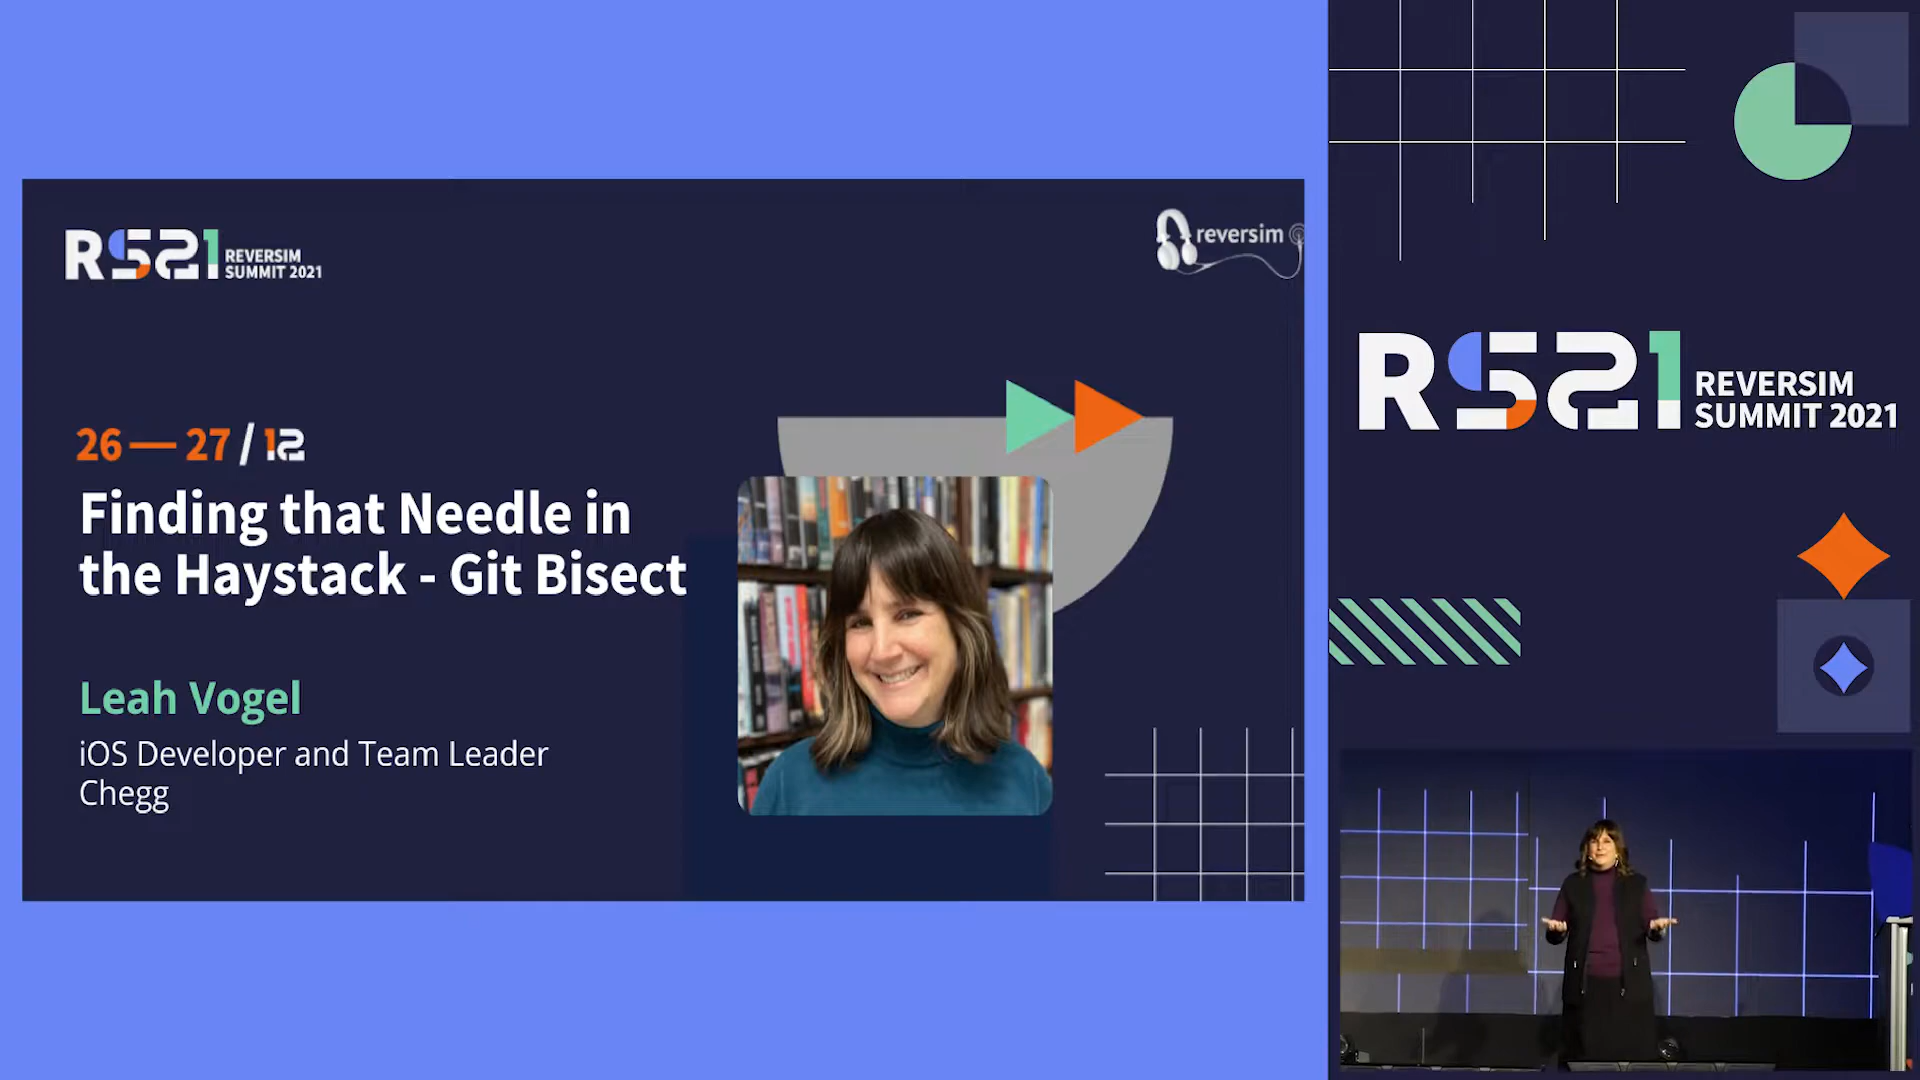 RS21 REVERSIM
SUMMIT 2021
reversim
26 — 27 / 12
Finding that Needle in
the Haystack - Git Bisect
Leah Vogel
iOS Developer and Team Leader
Chegg
RS21 REVERSIM
SUMMIT 2021